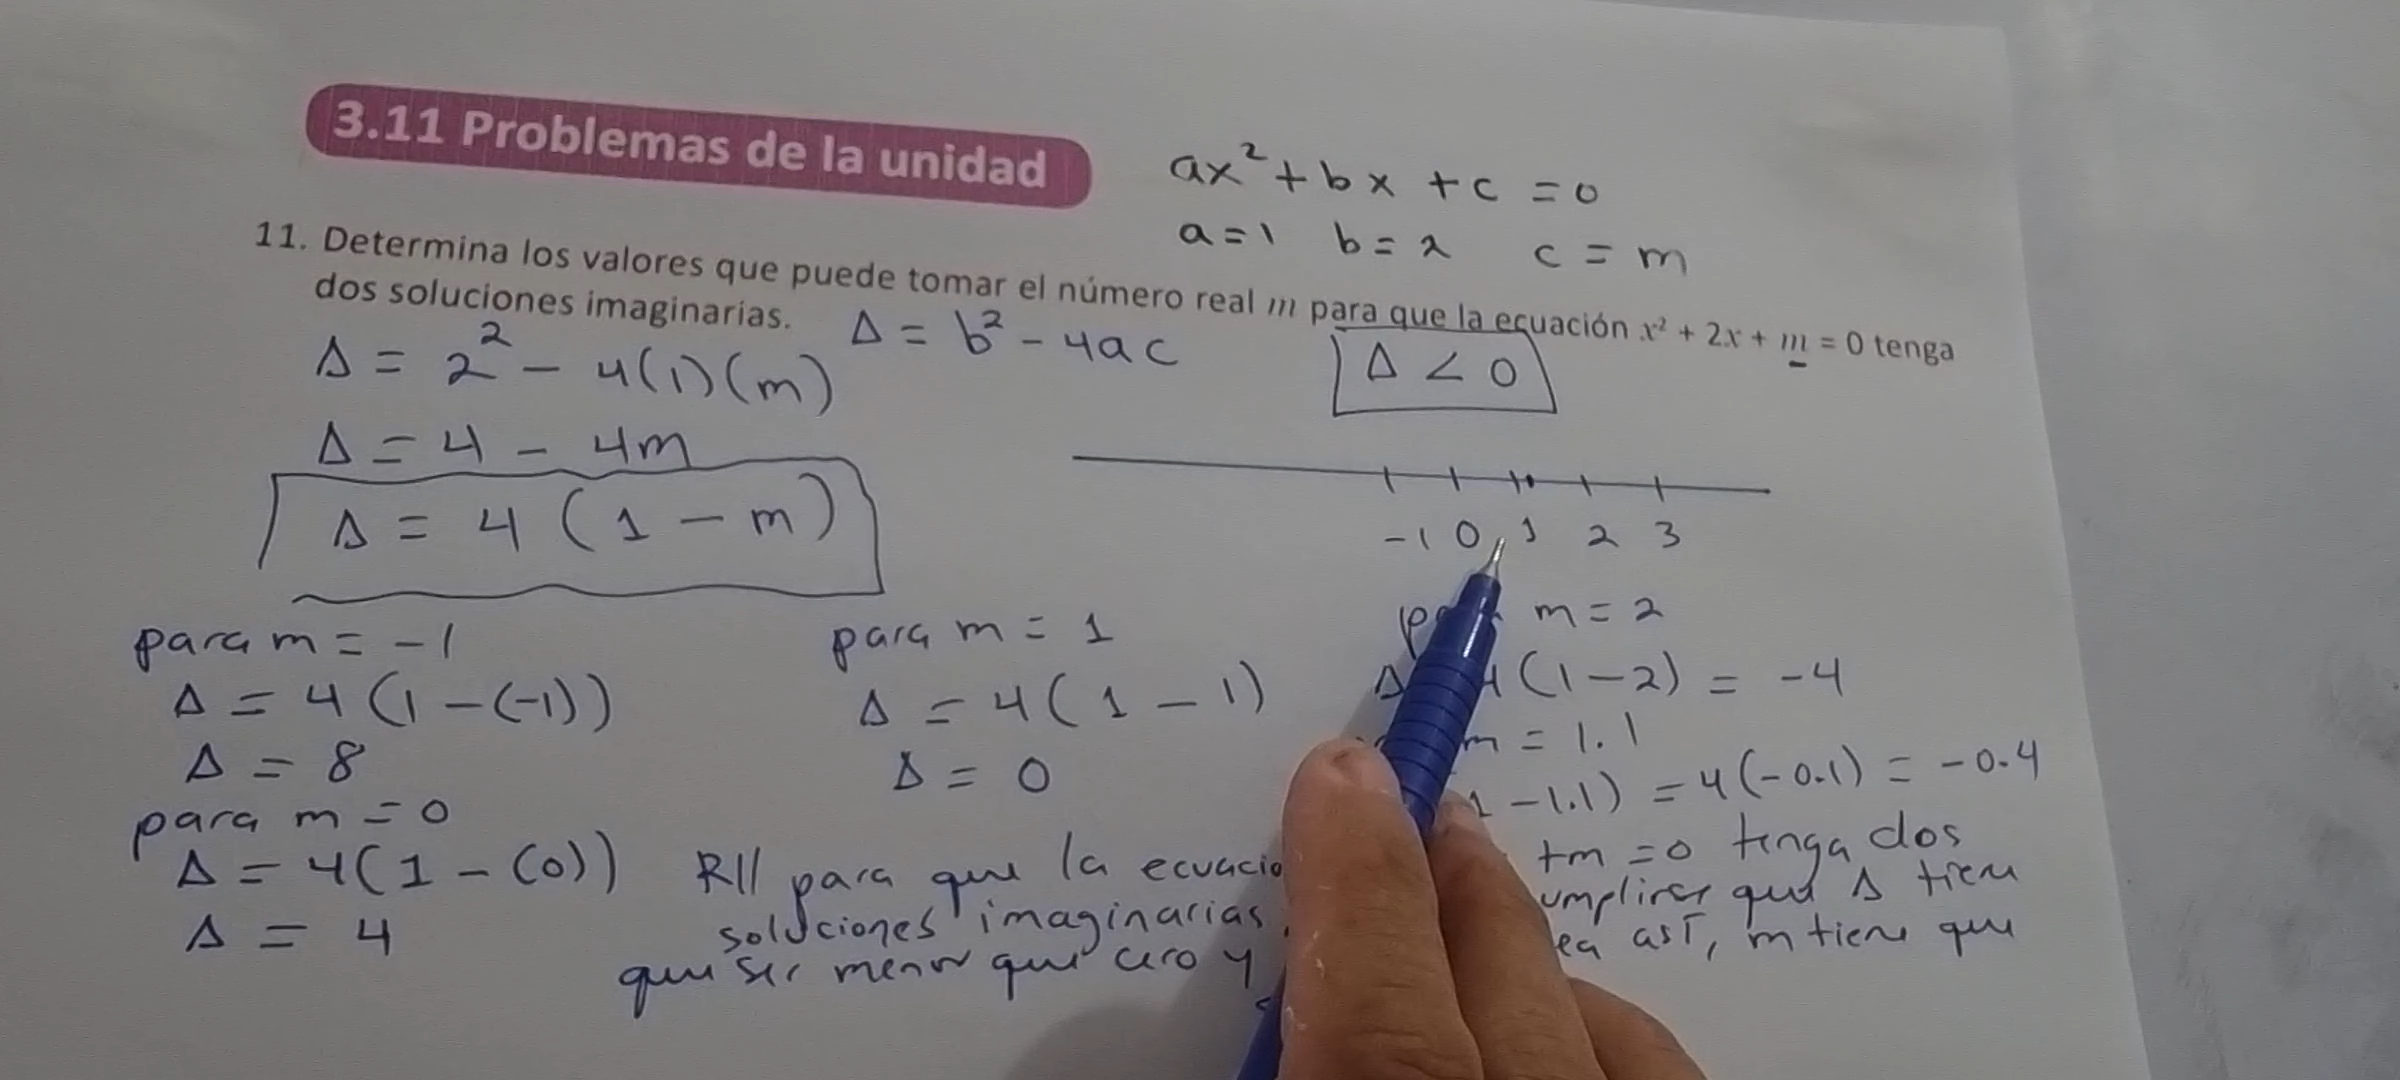 3.11 Problemas de la unidad
ax² + bx + c = 0
a = 1 b = 2 c = m
11. Determina los valores que puede tomar el número real m para que la ecuación x² + 2x + m = 0 tenga
dos soluciones imaginarias.
Δ = b² - 4ac
Δ < 0
Δ = 2² - 4(1)(m)
Δ = 4 - 4m
Δ = 4 (1 - m)
-1 0 1 2 3
para m = -1
Δ = 4 (1 - (-1))
Δ = 8
para m = 0
Δ = 4(1 - (0))
Δ = 4
para m = 1
Δ = 4 (1 - 1)
Δ = 0
m = 2
(1-2) = -4
m = 1.1
-1.1) = 4(-0.1) = -0.4
R// para que la +m = 0 tenga dos
soluciones imaginarias, que Δ tiene
que ser menor que cero y así, m tiene que